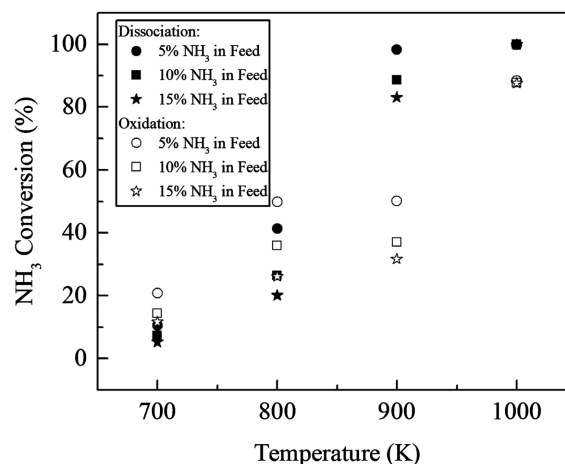 100
80
60
40
20
0
NH₃ Conversion (%)
Dissociation:
5% NH₃ in Feed
10% NH₃ in Feed
15% NH₃ in Feed
Oxidation:
5% NH₃ in Feed
10% NH₃ in Feed
15% NH₃ in Feed
700 800 900 1000
Temperature (K)